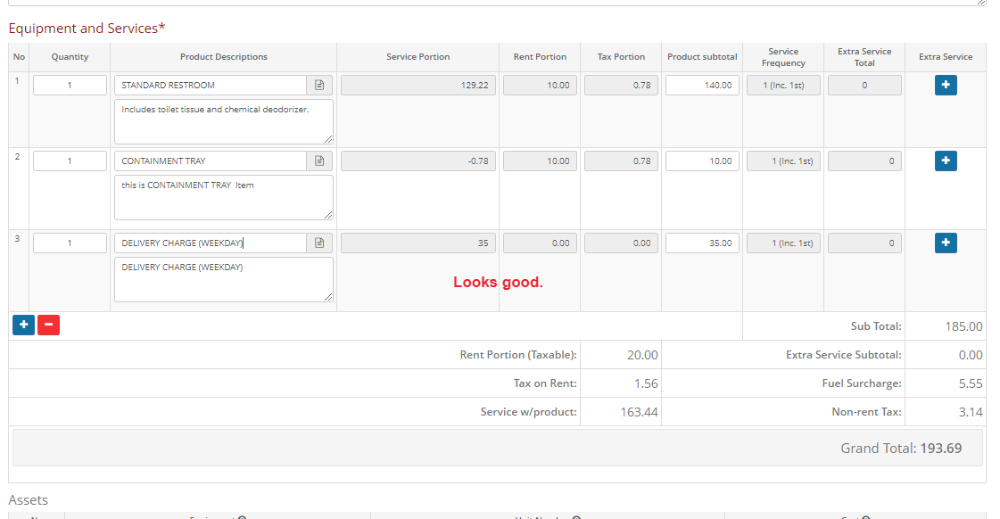 Equipment and Services*
No Quantity Product Descriptions Service Portion Rent Portion Tax Portion Product subtotal Service Frequency Extra Service Total Extra Service
1 1 STANDARD RESTROOM 129.22 10.00 0.78 140.00 1 (Inc. 1st) 0 +
Includes toilet tissue and chemical deodorizer.
2 1 CONTAINMENT TRAY -0.78 10.00 0.78 10.00 1 (Inc. 1st) 0 +
this is CONTAINMENT TRAY Item
3 1 DELIVERY CHARGE (WEEKDAY) 35 0.00 0.00 35.00 1 (Inc. 1st) 0 +
DELIVERY CHARGE (WEEKDAY)
Looks good.
+ − Sub Total: 185.00
Rent Portion (Taxable): 20.00 Extra Service Subtotal: 0.00
Tax on Rent: 1.56 Fuel Surcharge: 5.55
Service w/product: 163.44 Non-rent Tax: 3.14
Grand Total: 193.69
Assets